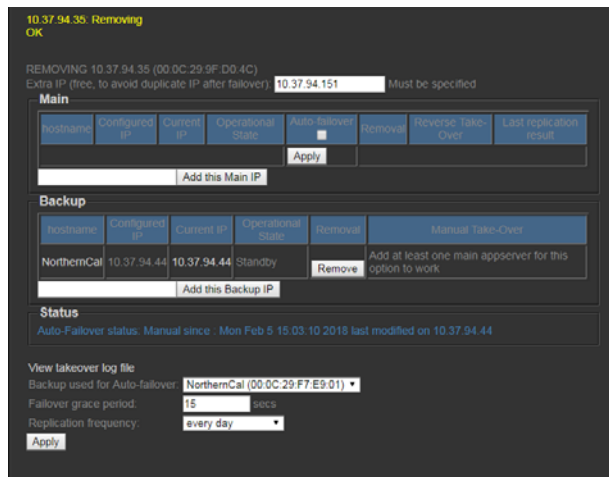 10.37.94.35: Removing
OK
REMOVING 10.37.94.35 (00:0C:29:9F:D0:4C)
Extra IP (free, to avoid duplicate IP after failover): 10.37.94.151 Must be specified
Main
hostname Configured IP Current IP Operational State Auto-failover Removal Reverse Take-Over Last replication result
Apply
Add this Main IP
Backup
hostname Configured IP Current IP Operational State Removal Manual Take-Over
NorthernCal 10.37.94.44 10.37.94.44 Standby Remove Add at least one main appserver for this option to work
Add this Backup IP
Status
Auto-Failover status: Manual since : Mon Feb 5 15:03:10 2018 last modified on 10.37.94.44
View takeover log file
Backup used for Auto-failover: NorthernCal (00:0C:29:F7:E9:01)
Failover grace period: 15 secs
Replication frequency: every day
Apply